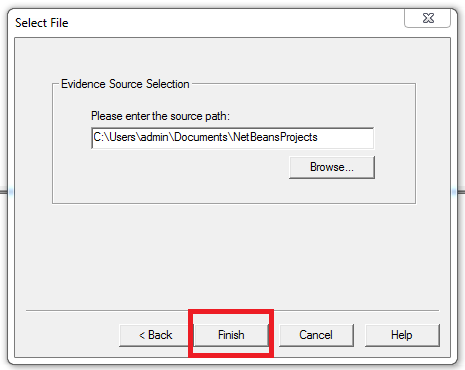 Select File
Evidence Source Selection
Please enter the source path:
C:\Users\admin\Documents\NetBeansProjects
Browse...
< Back Finish Cancel Help